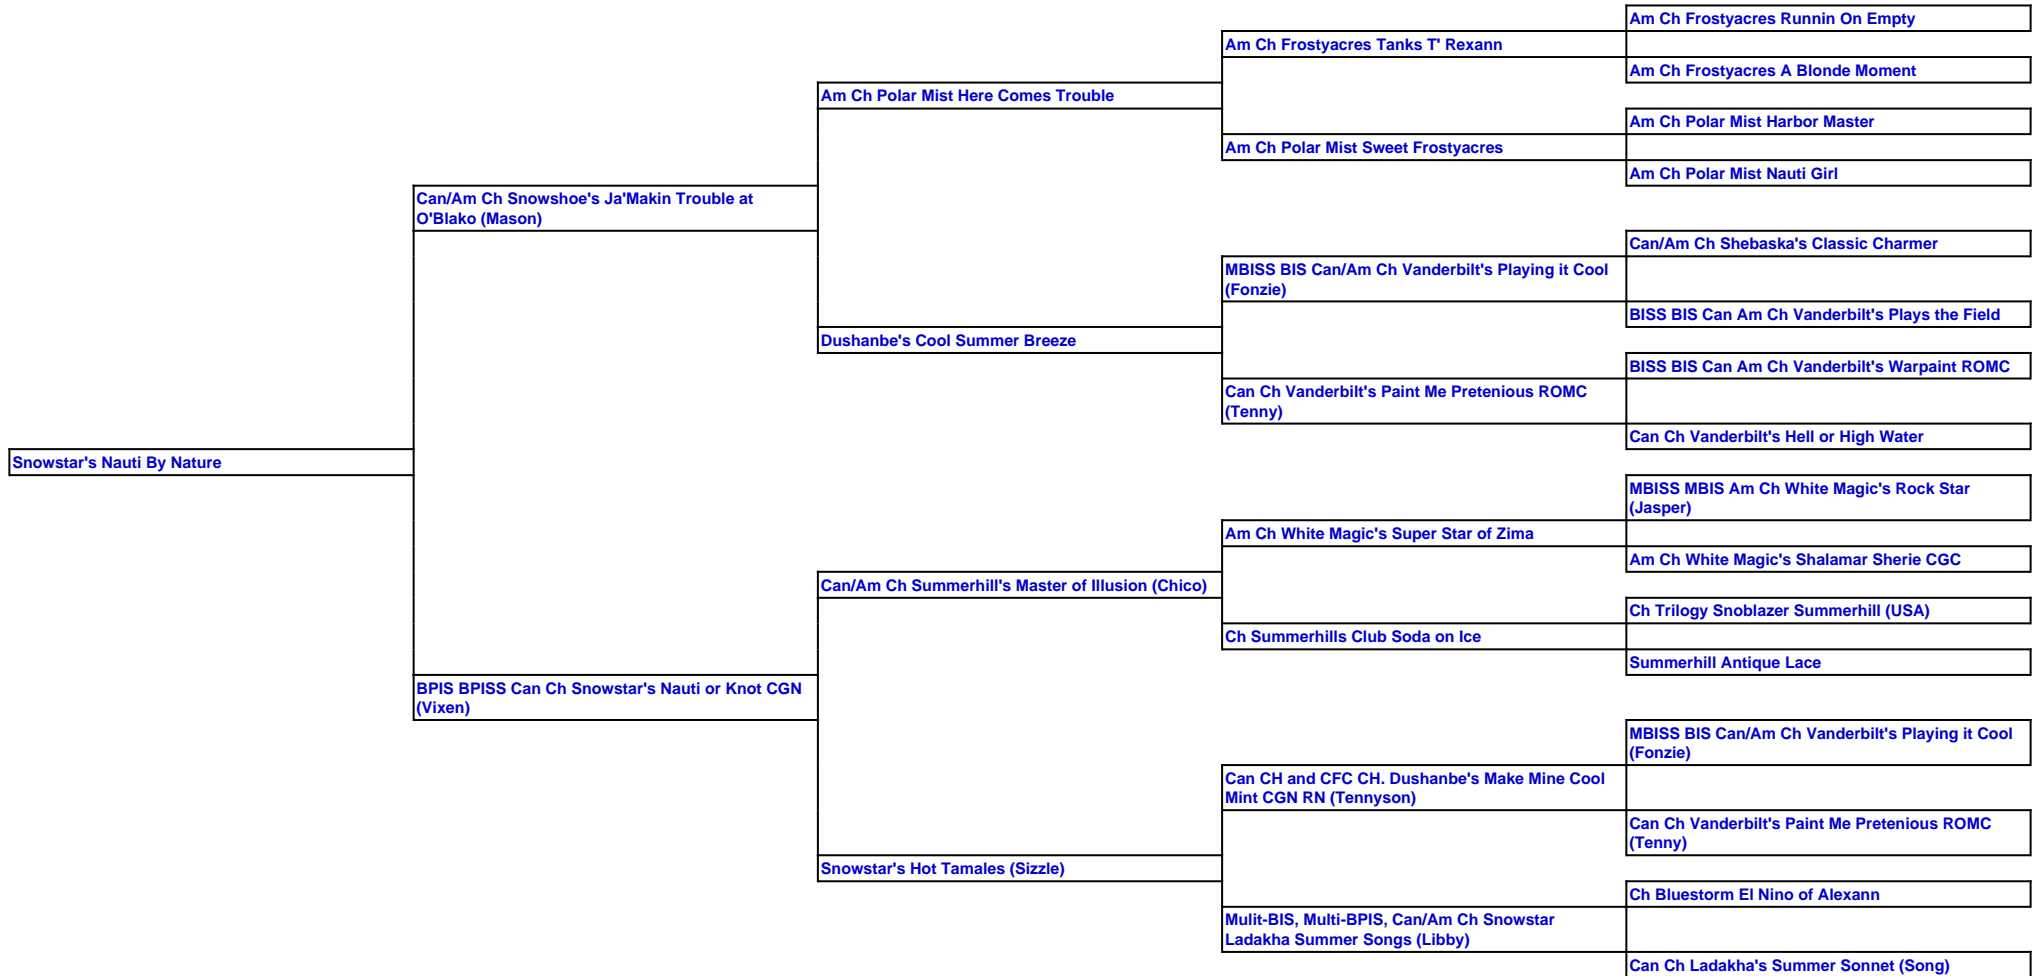 Am Ch Frostyacres Runnin On Empty
Am Ch Frostyacres Tanks T' Rexann
Am Ch Frostyacres A Blonde Moment
Am Ch Polar Mist Here Comes Trouble
Am Ch Polar Mist Harbor Master
Am Ch Polar Mist Sweet Frostyacres
Am Ch Polar Mist Nauti Girl
Can/Am Ch Snowshoe's Ja'Makin Trouble at
O'Blako (Mason)
Can/Am Ch Shebaska's Classic Charmer
MBISS BIS Can/Am Ch Vanderbilt's Playing it Cool
(Fonzie)
BISS BIS Can Am Ch Vanderbilt's Plays the Field
Dushanbe's Cool Summer Breeze
BISS BIS Can Am Ch Vanderbilt's Warpaint ROMC
Can Ch Vanderbilt's Paint Me Pretenious ROMC
(Tenny)
Can Ch Vanderbilt's Hell or High Water
Snowstar's Nauti By Nature
MBISS MBIS Am Ch White Magic's Rock Star
(Jasper)
Am Ch White Magic's Super Star of Zima
Am Ch White Magic's Shalamar Sherie CGC
Can/Am Ch Summerhill's Master of Illusion (Chico)
Ch Trilogy Snoblazer Summerhill (USA)
Ch Summerhills Club Soda on Ice
Summerhill Antique Lace
BPIS BPISS Can Ch Snowstar's Nauti or Knot CGN
(Vixen)
MBISS BIS Can/Am Ch Vanderbilt's Playing it Cool
(Fonzie)
Can CH and CFC CH. Dushanbe's Make Mine Cool
Mint CGN RN (Tennyson)
Can Ch Vanderbilt's Paint Me Pretenious ROMC
(Tenny)
Snowstar's Hot Tamales (Sizzle)
Ch Bluestorm El Nino of Alexann
Mulit-BIS, Multi-BPIS, Can/Am Ch Snowstar
Ladakha Summer Songs (Libby)
Can Ch Ladakha's Summer Sonnet (Song)